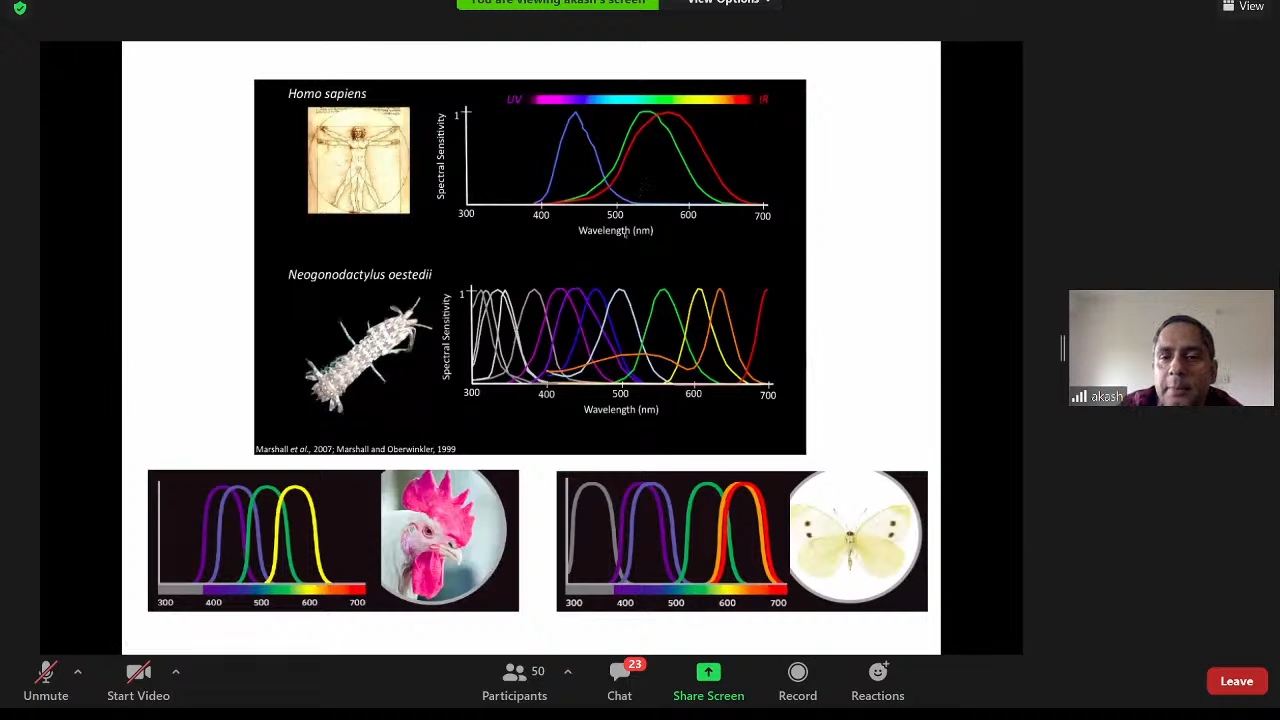 You are viewing akash's screen
View Options
View
Homo sapiens
UV
IR
Spectral Sensitivity
1
300 400 500 600 700
Wavelength (nm)
Neogonodactylus oestedii
Spectral Sensitivity
1
300 400 500 600 700
Wavelength (nm)
Marshall et al., 2007; Marshall and Oberwinkler, 1999
300 400 500 600 700
300 400 500 600 700
akash
Unmute
Start Video
50
Participants
23
Chat
Share Screen
Record
Reactions
Leave